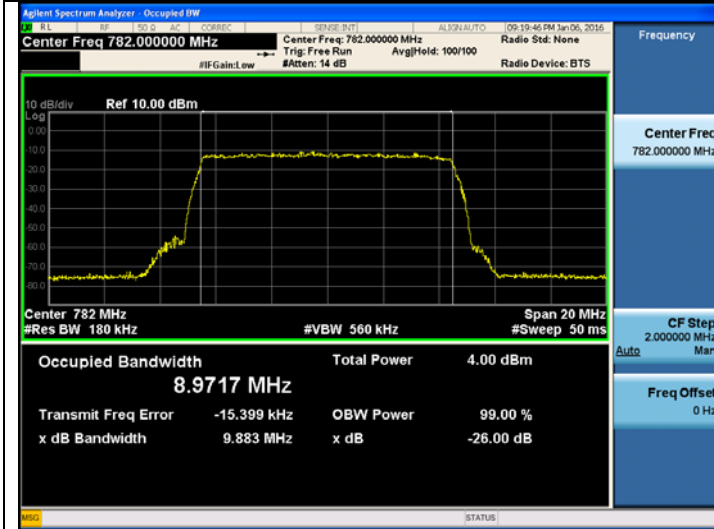 Agilent Spectrum Analyzer - Occupied BW
RL RF 50 Ω AC CORREC SENSE:INT ALIGN AUTO 09:19:46 PM Jan 06, 2016
Center Freq 782.000000 MHz
Center Freq: 782.000000 MHz
Radio Std: None
Trig: Free Run Avg|Hold: 100/100
#IFGain:Low #Atten: 14 dB Radio Device: BTS
Frequency
10 dB/div Ref 10.00 dBm
Log
0.00
-10.0
-20.0
-30.0
-40.0
-50.0
-60.0
-70.0
-80.0
Center 782 MHz Span 20 MHz
#Res BW 180 kHz #VBW 560 kHz #Sweep 50 ms
Occupied Bandwidth Total Power 4.00 dBm
8.9717 MHz
Transmit Freq Error -15.399 kHz OBW Power 99.00 %
x dB Bandwidth 9.883 MHz x dB -26.00 dB
Center Freq
782.000000 MHz
CF Step
2.000000 MHz
Auto Man
Freq Offset
0 Hz
MSG STATUS